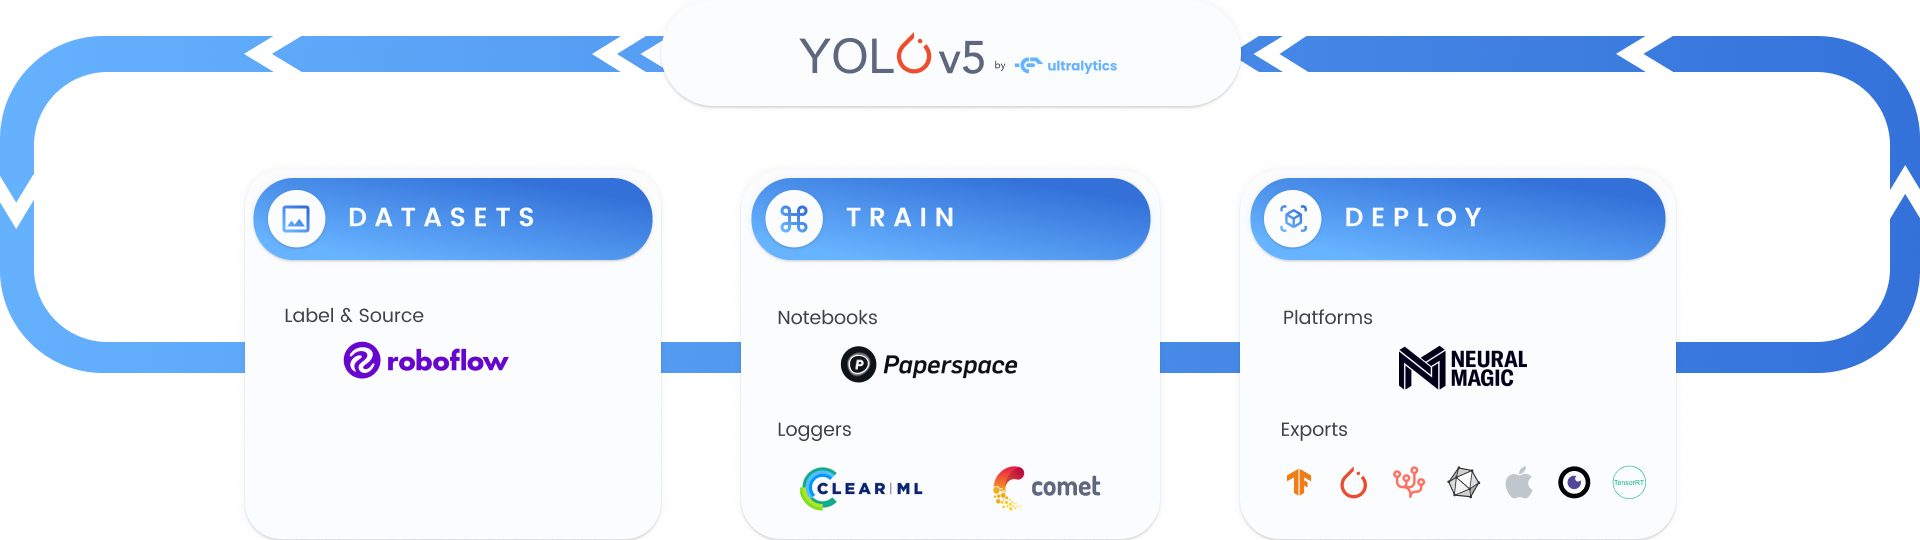 YOLOv5 by ultralytics
DATASETS
Label & Source
roboflow
TRAIN
Notebooks
P Paperspace
Loggers
CLEAR|ML
comet
DEPLOY
Platforms
NEURAL
MAGIC
Exports
TensorRT